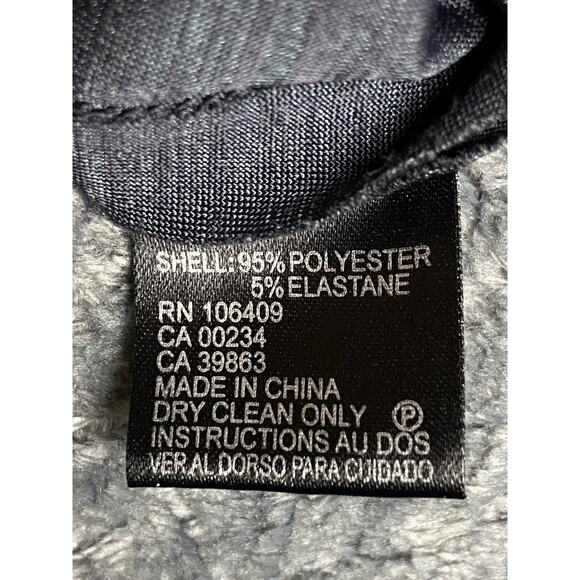 SHELL: 95% POLYESTER
5% ELASTANE
RN 106409
CA 00234
CA 39863
MADE IN CHINA
DRY CLEAN ONLY Ⓟ
INSTRUCTIONS AU DOS
VER AL DORSO PARA CUIDADO